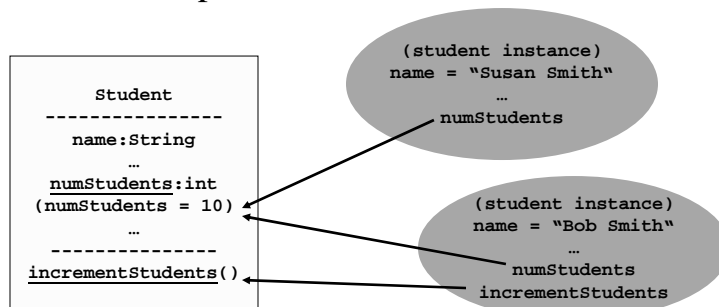 Student
-----------------
name:String
…
numStudents:int
(numStudents = 10)
…
----------------
incrementStudents()
(student instance)
name = “Susan Smith“
…
numStudents
(student instance)
name = “Bob Smith“
…
numStudents
incrementStudents